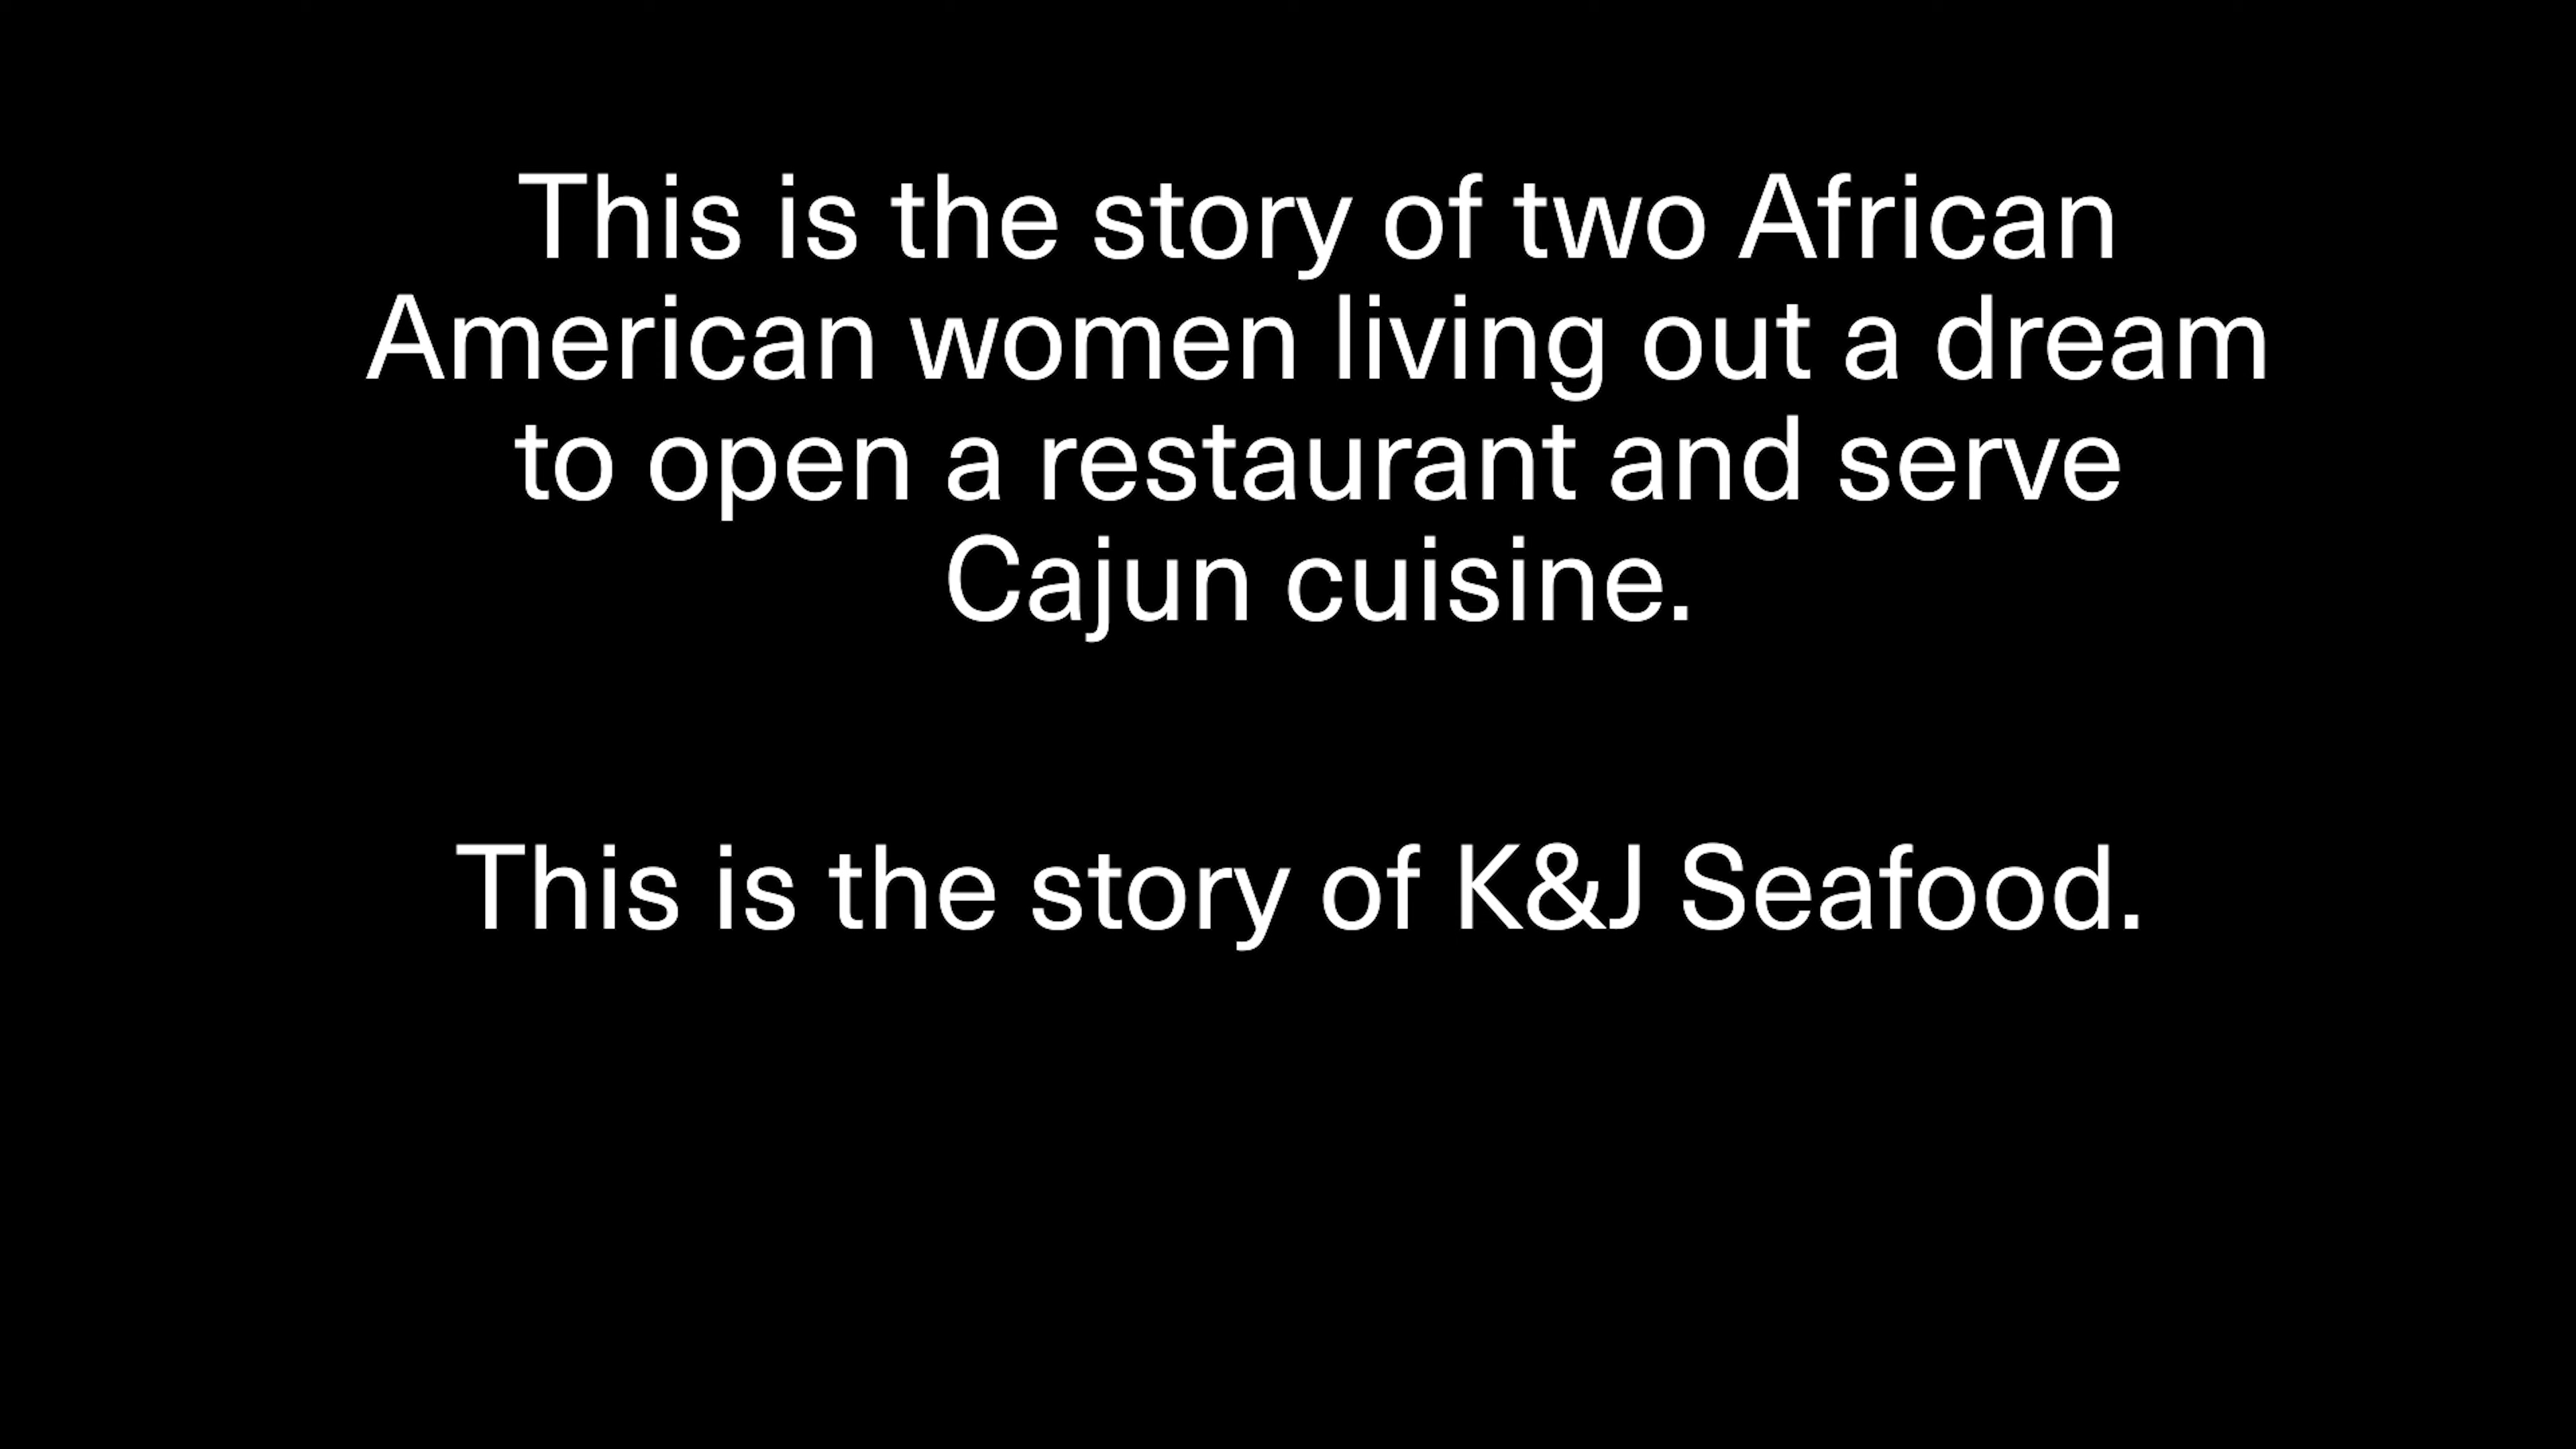 This is the story of two African
American women living out a dream
to open a restaurant and serve
Cajun cuisine.
This is the story of K&J Seafood.